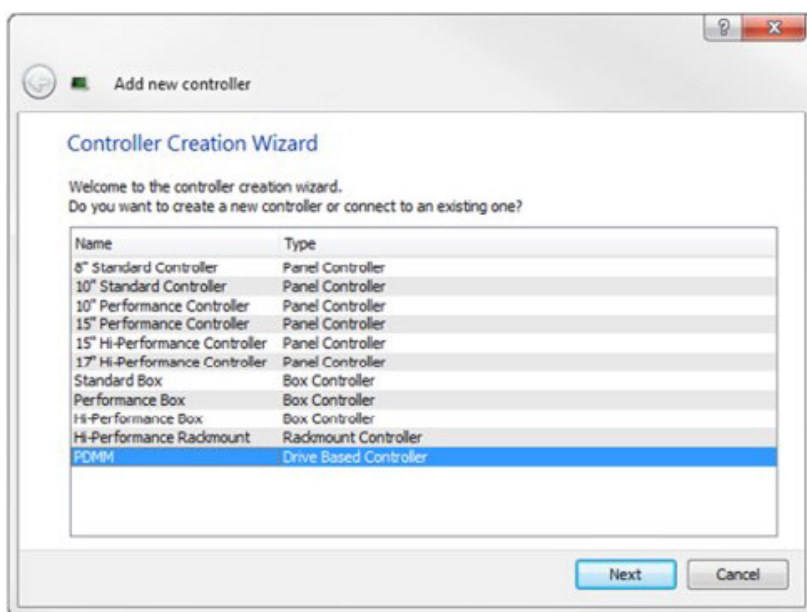 Add new controller
Controller Creation Wizard
Welcome to the controller creation wizard.
Do you want to create a new controller or connect to an existing one?
Name Type
8" Standard Controller Panel Controller
10" Standard Controller Panel Controller
10" Performance Controller Panel Controller
15" Performance Controller Panel Controller
15" Hi-Performance Controller Panel Controller
17" Hi-Performance Controller Panel Controller
Standard Box Box Controller
Performance Box Box Controller
Hi-Performance Box Box Controller
Hi-Performance Rackmount Rackmount Controller
PDMM Drive Based Controller
Next Cancel